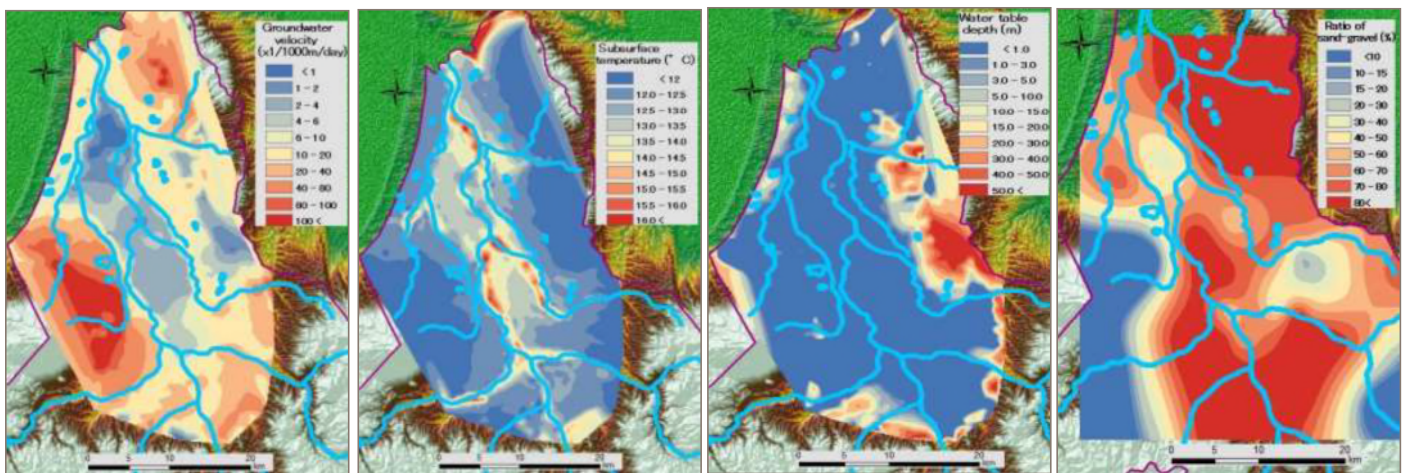 Groundwater
velocity
(x1/1000m/day)
<1
1-2
2-4
4-6
6-10
10-20
20-40
40-80
80-100
100<
0 5 10 20
km
Subsurface
temperature(°C)
<12
12.0-12.5
12.5-13.0
13.0-13.5
13.5-14.0
14.0-14.5
14.5-15.0
15.0-15.5
15.5-16.0
16.0<
0 5 10 20
km
Water table
depth (m)
<1.0
1.0-3.0
3.0-5.0
5.0-10.0
10.0-15.0
15.0-20.0
20.0-30.0
30.0-40.0
40.0-50.0
50.0<
0 5 10 20
km
Ratio of
sand-gravel(%)
<10
10-15
15-20
20-30
30-40
40-50
50-60
60-70
70-80
80<
0 5 10 20
km